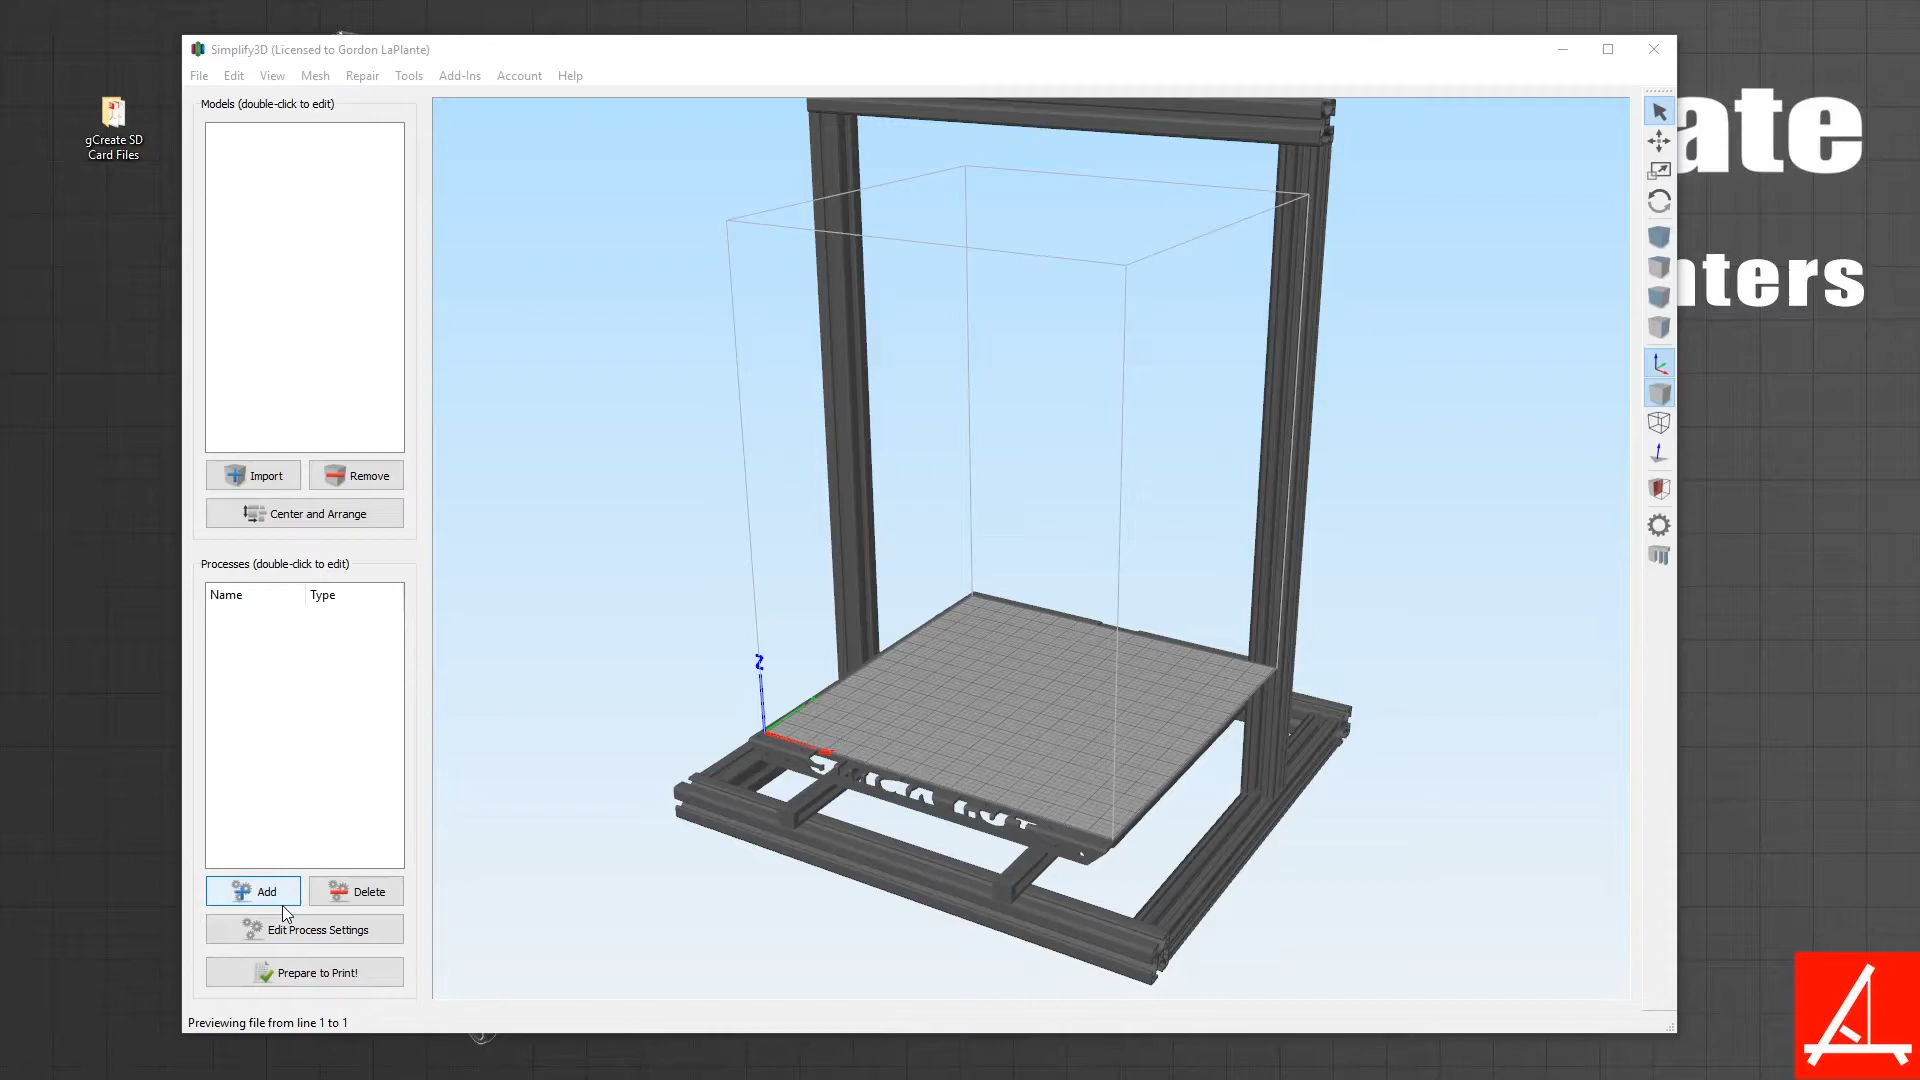 Simplify3D (Licensed to Gordon LaPlante)
File Edit View Mesh Repair Tools Add-Ins Account Help
Models (double-click to edit)
ate
gCreate SD
Card Files
nters
Import Remove
Center and Arrange
Processes (double-click to edit)
Name Type
Z
Add Delete
Edit Process Settings
Prepare to Print!
Previewing file from line 1 to 1